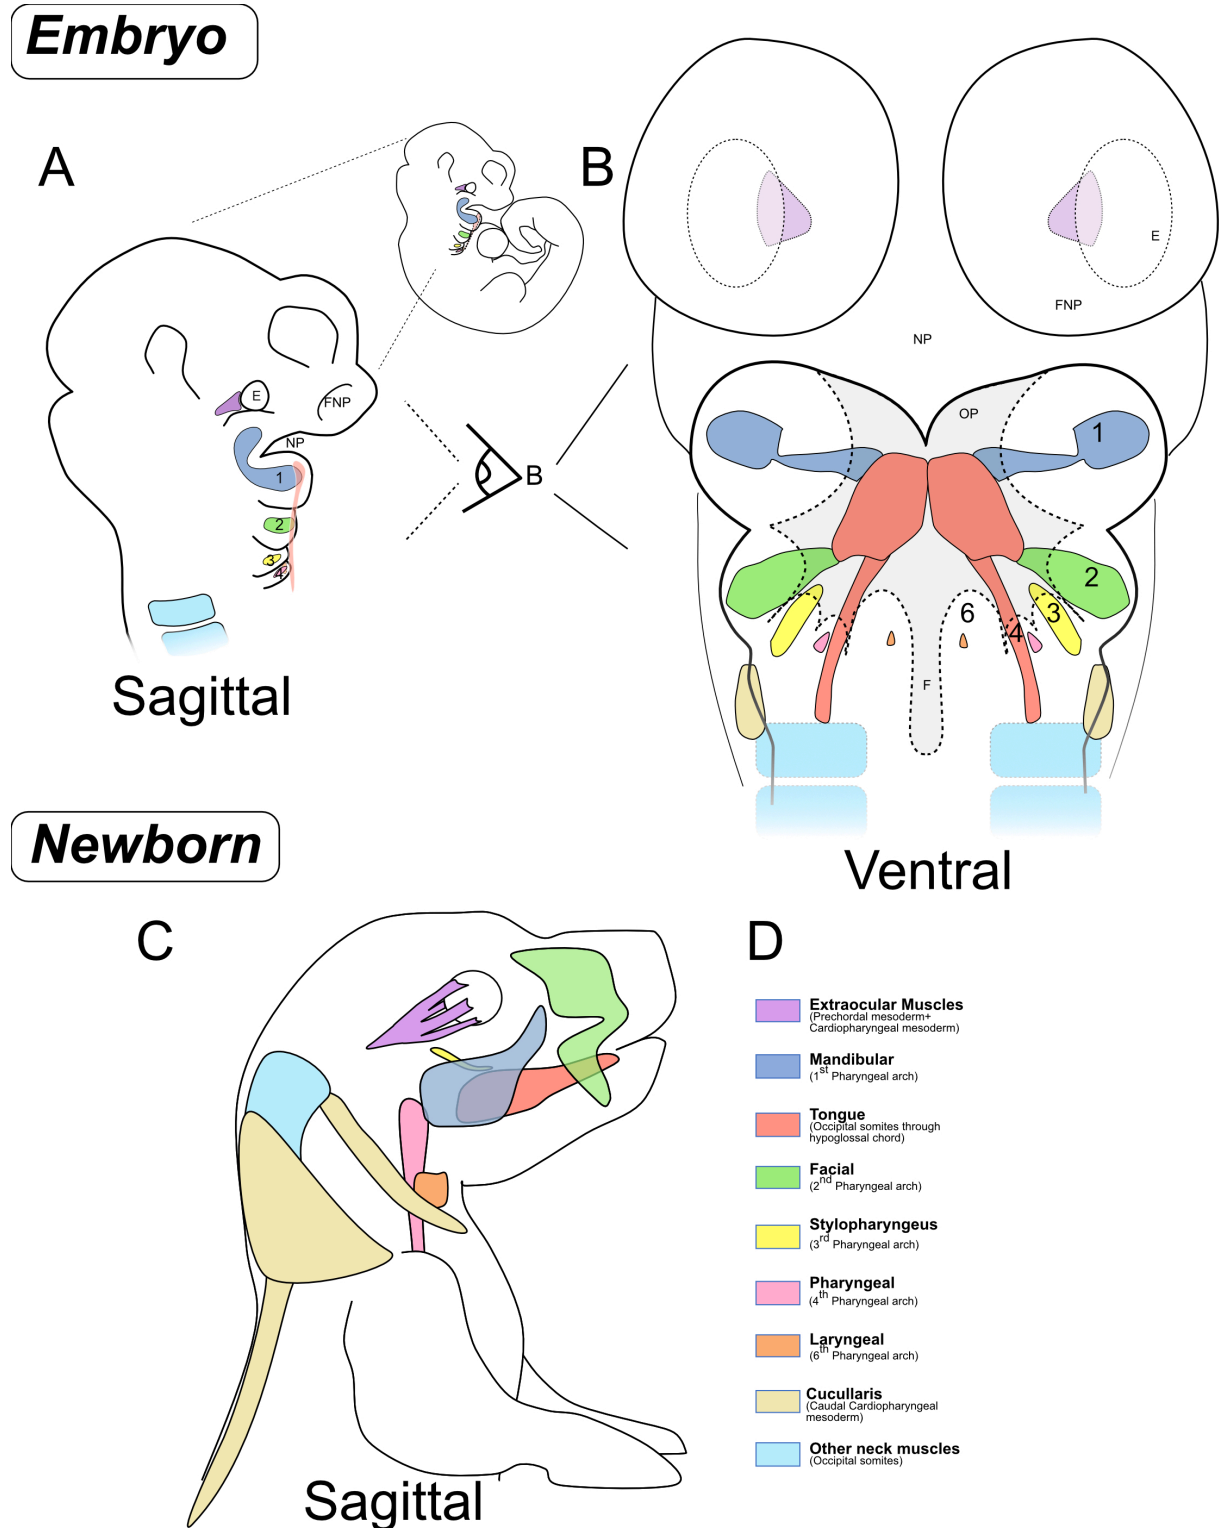 Embryo
A
B
E
FNP
NP
1
2
3
4
B
Sagittal
E
FNP
NP
OP
1
2
3
4
6
F
Ventral
Newborn
C
D
Extraocular Muscles
(Prechordal mesoderm+
Cardiopharyngeal mesoderm)
Mandibular
(1st Pharyngeal arch)
Tongue
(Occipital somites through
hypoglossal chord)
Facial
(2nd Pharyngeal arch)
Stylopharyngeus
(3rd Pharyngeal arch)
Pharyngeal
(4th Pharyngeal arch)
Laryngeal
(6th Pharyngeal arch)
Cucullaris
(Caudal Cardiopharyngeal
mesoderm)
Other neck muscles
(Occipital somites)
Sagittal